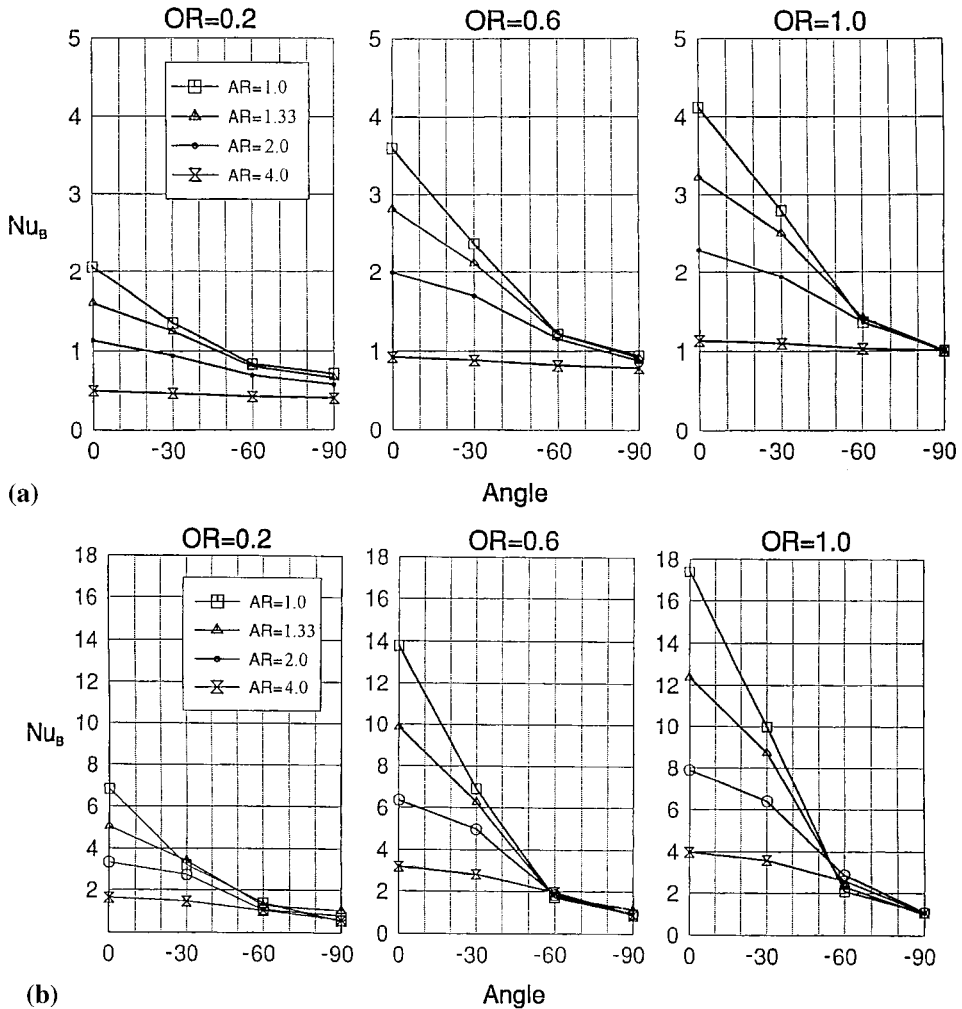 OR=0.2 OR=0.6 OR=1.0
5 5 5
AR=1.0
AR=1.33
AR=2.0
AR=4.0
4 4 4
3 3 3
Nu_B
2 2 2
1 1 1
0 0 0
0 -30 -60 -90 0 -30 -60 -90 0 -30 -60 -90
(a) Angle
OR=0.2 OR=0.6 OR=1.0
18 18 18
16 16 16
AR=1.0
AR=1.33
AR=2.0
AR=4.0
14 14 14
12 12 12
10 10 10
Nu_B
8 8 8
6 6 6
4 4 4
2 2 2
0 0
0 -30 -60 -90 0 -30 -60 -90 0 -30 -60 -90
(b) Angle